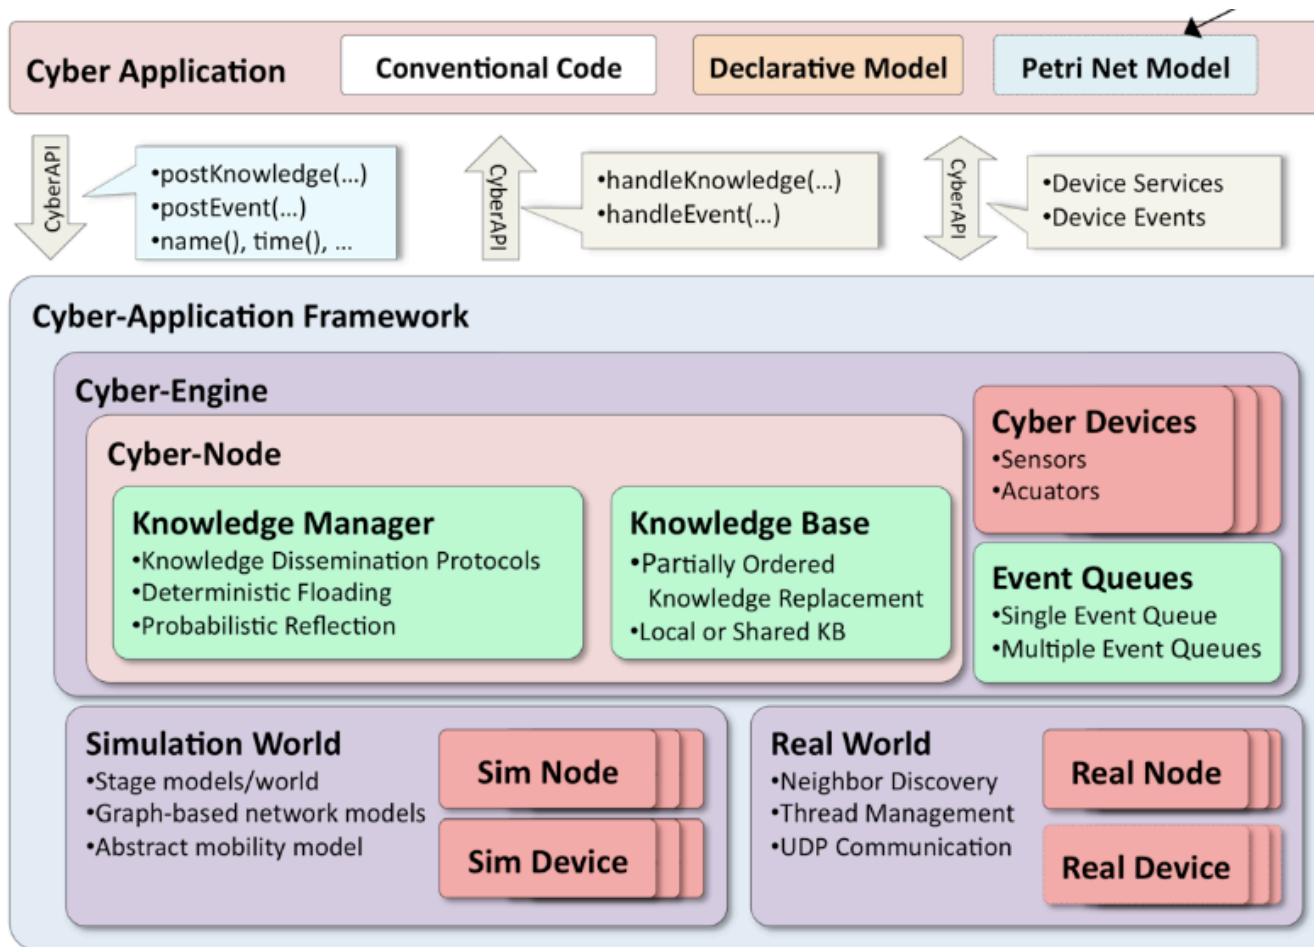 Cyber Application
Conventional Code
Declarative Model
Petri Net Model
CyberAPI
•postKnowledge(...)
•postEvent(...)
•name(), time(), ...
CyberAPI
•handleKnowledge(...)
•handleEvent(...)
CyberAPI
•Device Services
•Device Events
Cyber-Application Framework
Cyber-Engine
Cyber-Node
Knowledge Manager
•Knowledge Dissemination Protocols
•Deterministic Floading
•Probabilistic Reflection
Knowledge Base
•Partially Ordered
Knowledge Replacement
•Local or Shared KB
Cyber Devices
•Sensors
•Acuators
Event Queues
•Single Event Queue
•Multiple Event Queues
Simulation World
•Stage models/world
•Graph-based network models
•Abstract mobility model
Sim Node
Sim Device
Real World
•Neighbor Discovery
•Thread Management
•UDP Communication
Real Node
Real Device